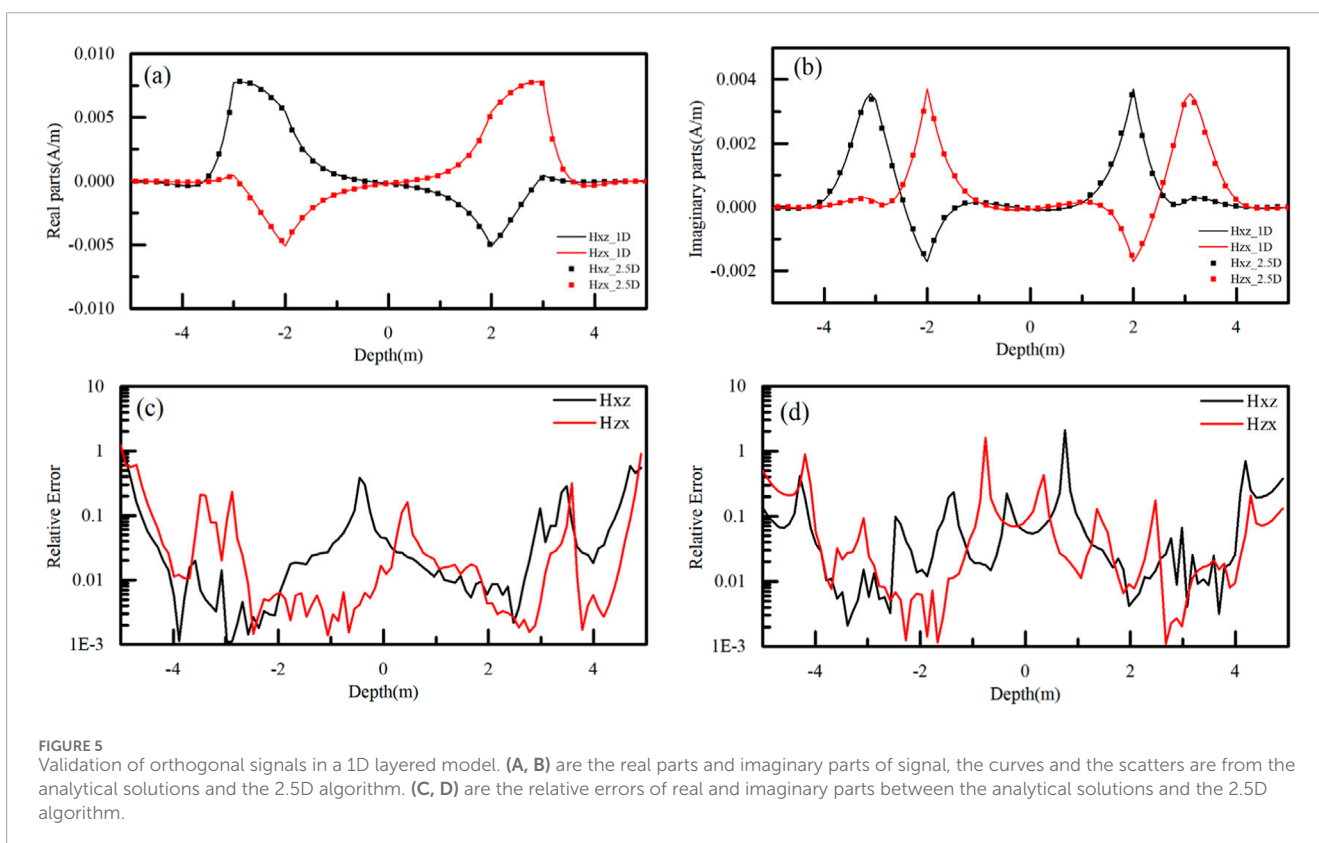 0.010
0.005
0.000
-0.005
-0.010
Real parts(A/m)
(a)
Hxz_1D
Hzx_1D
Hxz_2.5D
Hzx_2.5D
-4
-2
0
2
4
Depth(m)
0.004
0.002
0.000
-0.002
Imaginary parts(A/m)
(b)
Hxz_1D
Hzx_1D
Hxz_2.5D
Hzx_2.5D
-4
-2
0
2
4
Depth(m)
10
1
0.1
0.01
1E-3
Relative Error
(c)
Hxz
Hzx
-4
-2
0
2
4
Depth(m)
10
1
0.1
0.01
1E-3
Relative Error
(d)
Hxz
Hzx
-4
-2
0
2
4
Depth(m)
FIGURE 5
Validation of orthogonal signals in a 1D layered model. (A, B) are the real parts and imaginary parts of signal, the curves and the scatters are from the
analytical solutions and the 2.5D algorithm. (C, D) are the relative errors of real and imaginary parts between the analytical solutions and the 2.5D
algorithm.